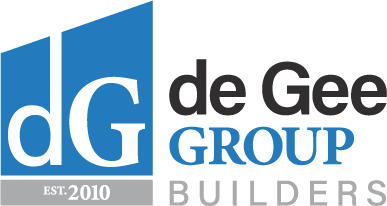 dG
EST. 2010
de Gee
GROUP
BUILDERS